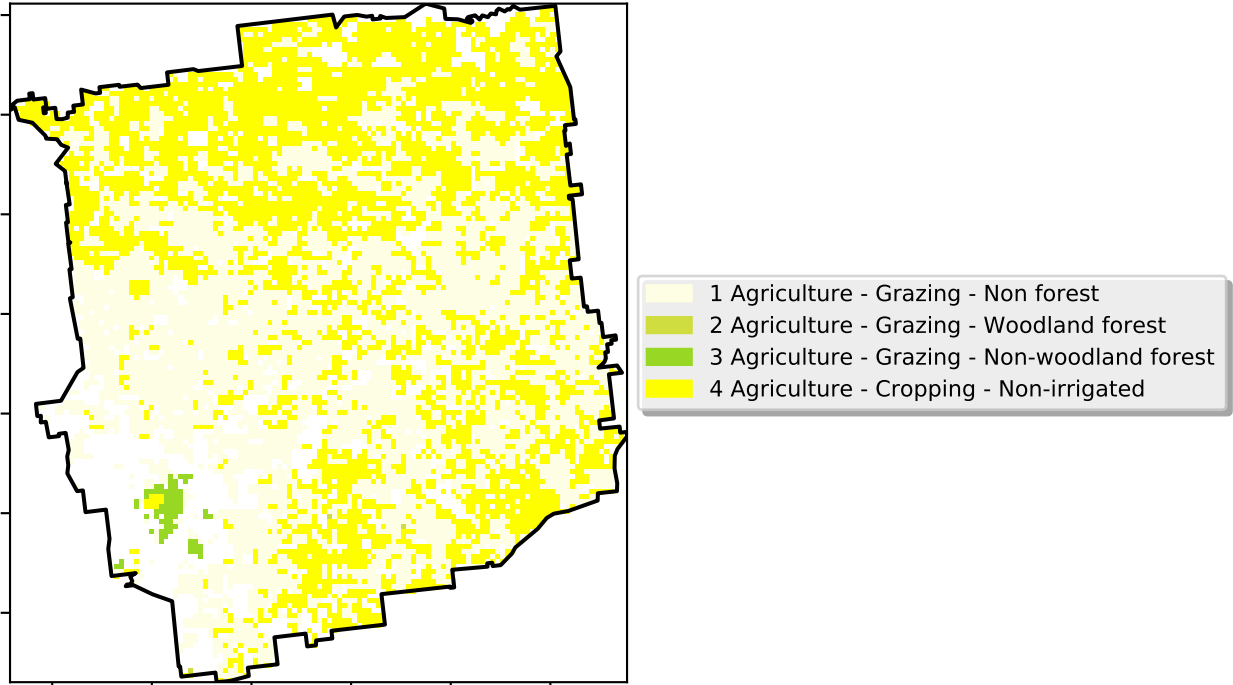 1 Agriculture - Grazing - Non forest
2 Agriculture - Grazing - Woodland forest
3 Agriculture - Grazing - Non-woodland forest
4 Agriculture - Cropping - Non-irrigated